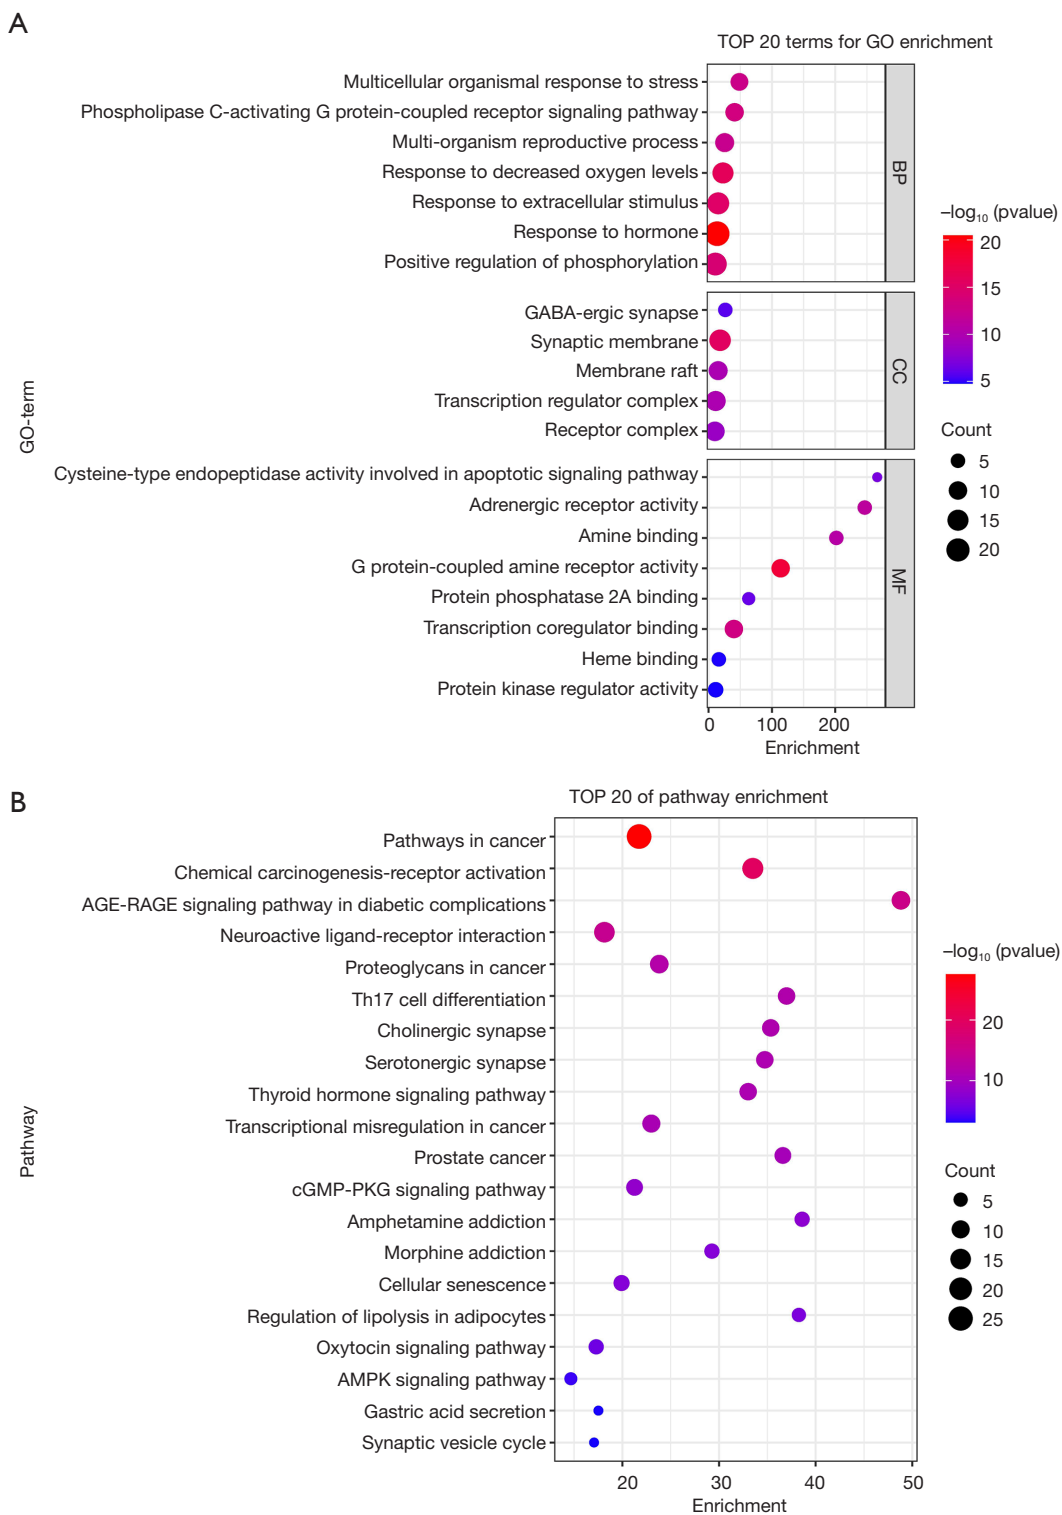 A
TOP 20 terms for GO enrichment
Multicellular organismal response to stress
Phospholipase C-activating G protein-coupled receptor signaling pathway
Multi-organism reproductive process
Response to decreased oxygen levels
Response to extracellular stimulus
Response to hormone
Positive regulation of phosphorylation
BP
GABA-ergic synapse
Synaptic membrane
Membrane raft
Transcription regulator complex
Receptor complex
CC
Cysteine-type endopeptidase activity involved in apoptotic signaling pathway
Adrenergic receptor activity
Amine binding
G protein-coupled amine receptor activity
Protein phosphatase 2A binding
Transcription coregulator binding
Heme binding
Protein kinase regulator activity
MF
GO-term
0 100 200
Enrichment
–log₁₀ (pvalue)
20
15
10
5
Count
5
10
15
20
B
TOP 20 of pathway enrichment
Pathways in cancer
Chemical carcinogenesis-receptor activation
AGE-RAGE signaling pathway in diabetic complications
Neuroactive ligand-receptor interaction
Proteoglycans in cancer
Th17 cell differentiation
Cholinergic synapse
Serotonergic synapse
Thyroid hormone signaling pathway
Transcriptional misregulation in cancer
Prostate cancer
cGMP-PKG signaling pathway
Amphetamine addiction
Morphine addiction
Cellular senescence
Regulation of lipolysis in adipocytes
Oxytocin signaling pathway
AMPK signaling pathway
Gastric acid secretion
Synaptic vesicle cycle
Pathway
20 30 40 50
Enrichment
–log₁₀ (pvalue)
20
10
Count
5
10
15
20
25